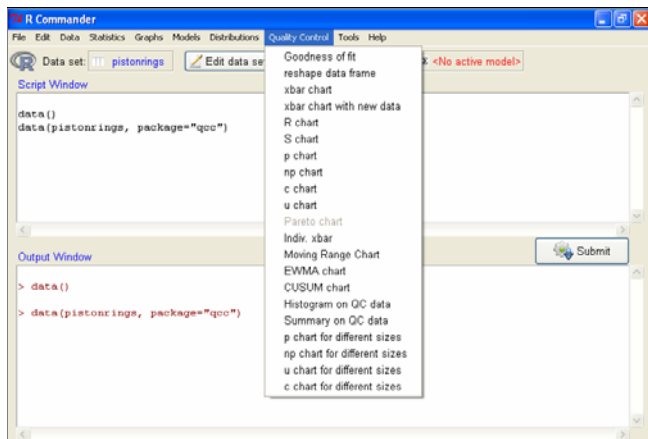 R Commander
File Edit Data Statistics Graphs Models Distributions Quality Control Tools Help
Data set: pistonrings Edit data se <No active model>
Script Window
data()
data(pistonrings, package="qcc")
Goodness of fit
reshape data frame
xbar chart
xbar chart with new data
R chart
S chart
p chart
np chart
c chart
u chart
Pareto chart
Indiv. xbar
Moving Range Chart
EWMA chart
CUSUM chart
Histogram on QC data
Summary on QC data
p chart for different sizes
np chart for different sizes
u chart for different sizes
c chart for different sizes
Submit
Output Window
> data()
> data(pistonrings, package="qcc")